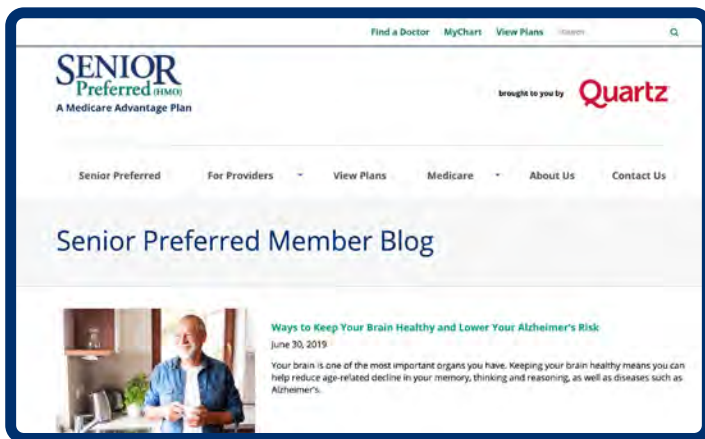 Find a Doctor MyChart View Plans Search
SENIOR
Preferred (HMO)
A Medicare Advantage Plan
brought to you by Quartz
Senior Preferred For Providers View Plans Medicare About Us Contact Us
Senior Preferred Member Blog
Ways to Keep Your Brain Healthy and Lower Your Alzheimer's Risk
June 30, 2019
Your brain is one of the most important organs you have. Keeping your brain healthy means you can
help reduce age-related decline in your memory, thinking and reasoning, as well as diseases such as
Alzheimer's.